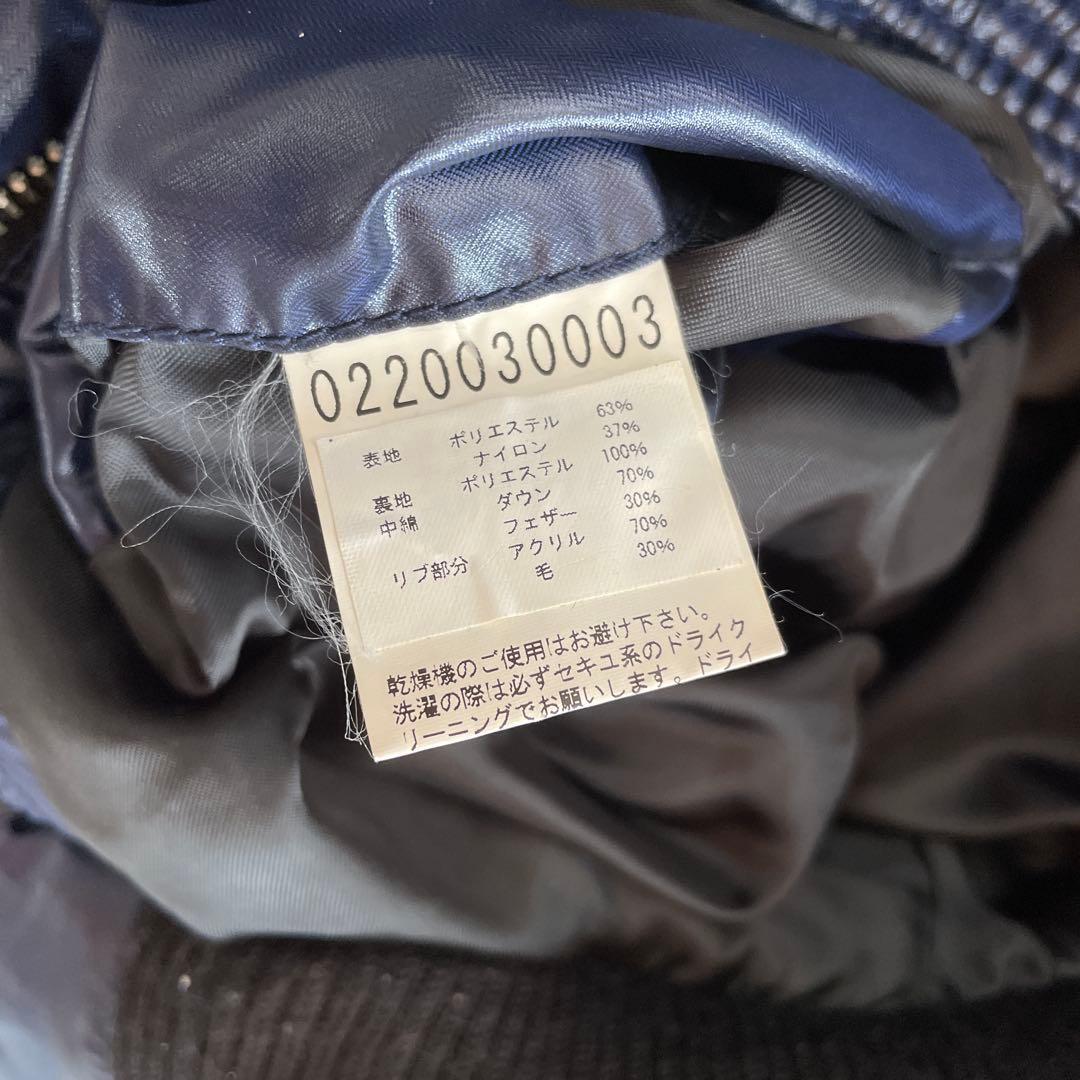 0220030003
表地 ポリエステル 63%
ナイロン 37%
裏地 ポリエステル 100%
中綿 ダウン 70%
フェザー 30%
リブ部分 アクリル 70%
毛 30%
乾燥機のご使用はお避け下さい。
洗濯の際は必ずセキユ系のドライク
リーニングでお願いします。ドライ